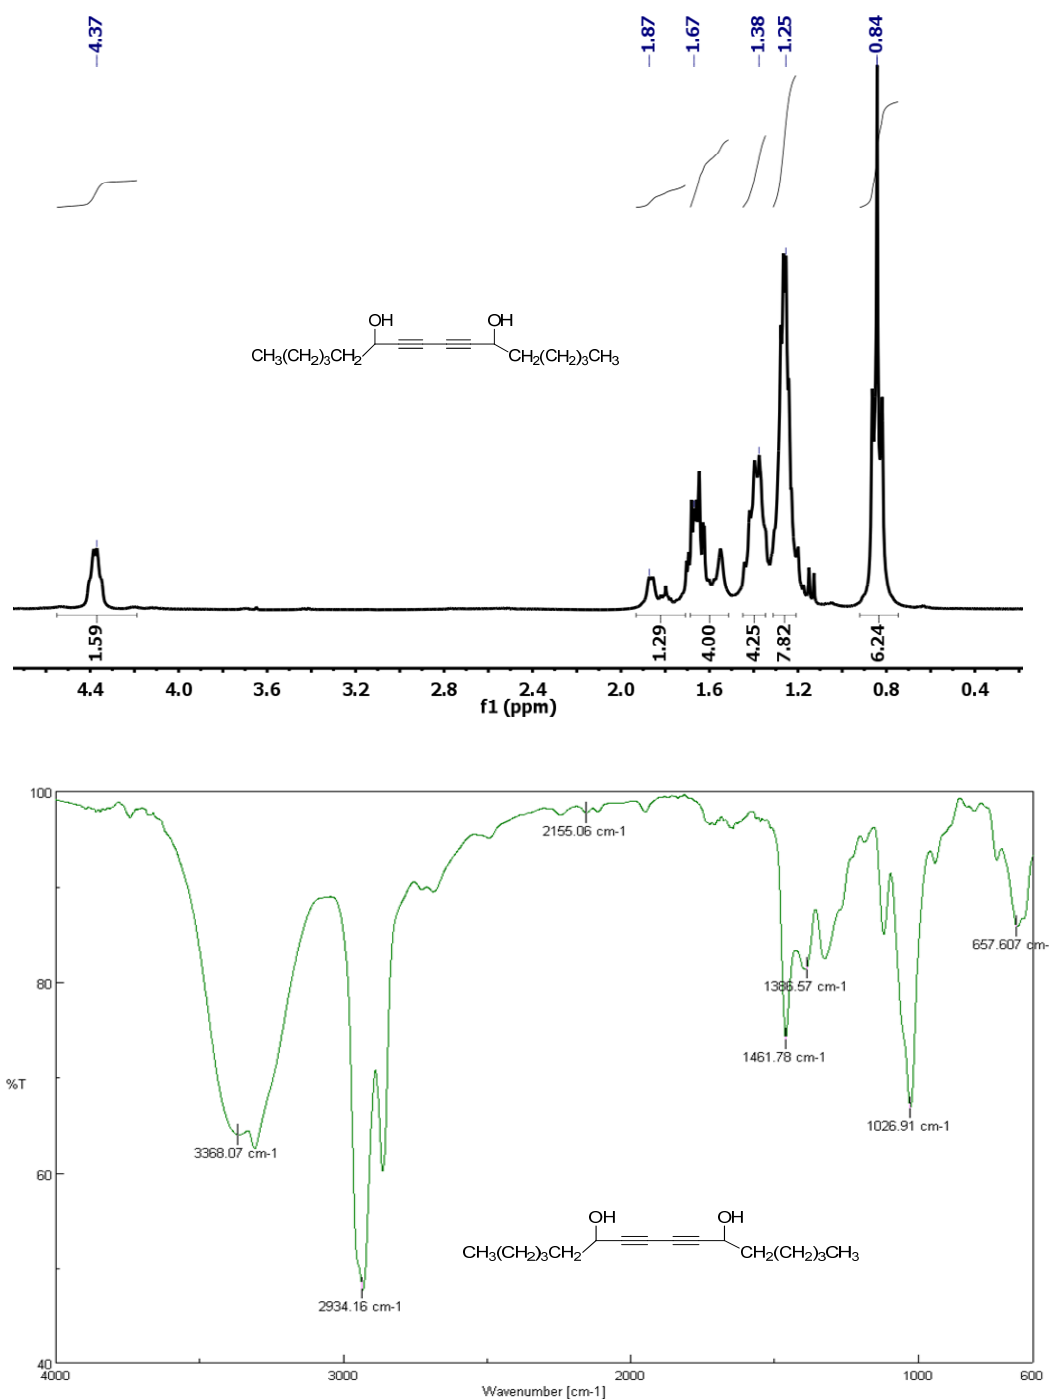 4.37
1.87
1.67
1.38
1.25
0.84
OH
OH
CH3(CH2)3CH2
CH2(CH2)3CH3
1.59
1.29
4.00
4.25
7.82
6.24
4.4 4.0 3.6 3.2 2.8 2.4 2.0 1.6 1.2 0.8 0.4
f1 (ppm)
100
2155.06 cm-1
657.607 cm-
80
1386.57 cm-1
1461.78 cm-1
%T
1026.91 cm-1
3368.07 cm-1
60
OH
OH
CH3(CH2)3CH2
CH2(CH2)3CH3
2934.16 cm-1
40
4000 3000 2000 1000 600
Wavenumber [cm-1]